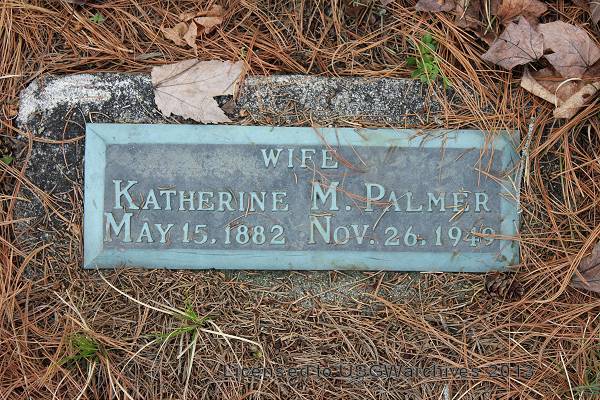 WIFE
KATHERINE M. PALMER
MAY 15, 1882 NOV. 26, 1949
Licensed to USGWarchives 2013